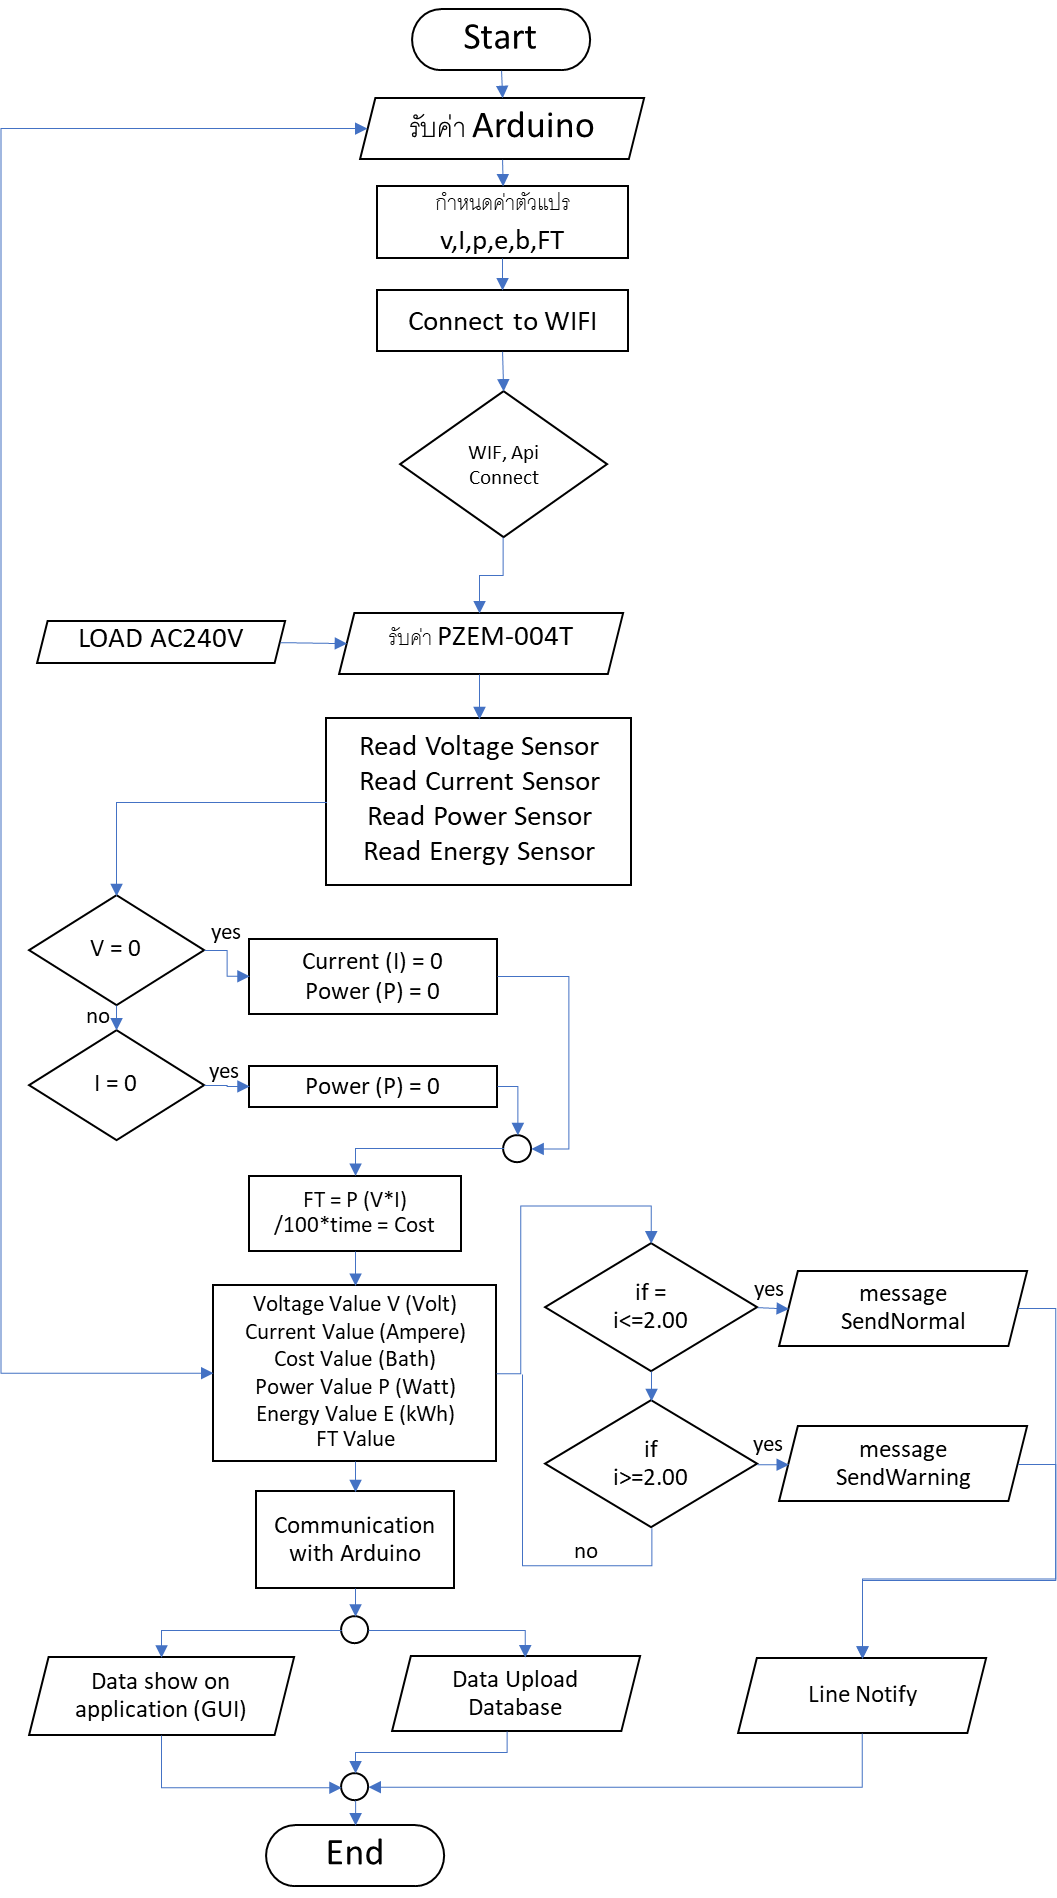 Start
รับค่า Arduino
กำหนดค่าตัวแปร
v,I,p,e,b,FT
Connect to WIFI
WIF, Api
Connect
LOAD AC240V
รับค่า PZEM-004T
Read Voltage Sensor
Read Current Sensor
Read Power Sensor
Read Energy Sensor
V = 0
yes
Current (I) = 0
Power (P) = 0
no
I = 0
yes
Power (P) = 0
FT = P (V*I)
/100*time = Cost
Voltage Value V (Volt)
Current Value (Ampere)
Cost Value (Bath)
Power Value P (Watt)
Energy Value E (kWh)
FT Value
if =
i<=2.00
yes
message
SendNormal
if
i>=2.00
yes
message
SendWarning
no
Communication
with Arduino
Data show on
application (GUI)
Data Upload
Database
Line Notify
End